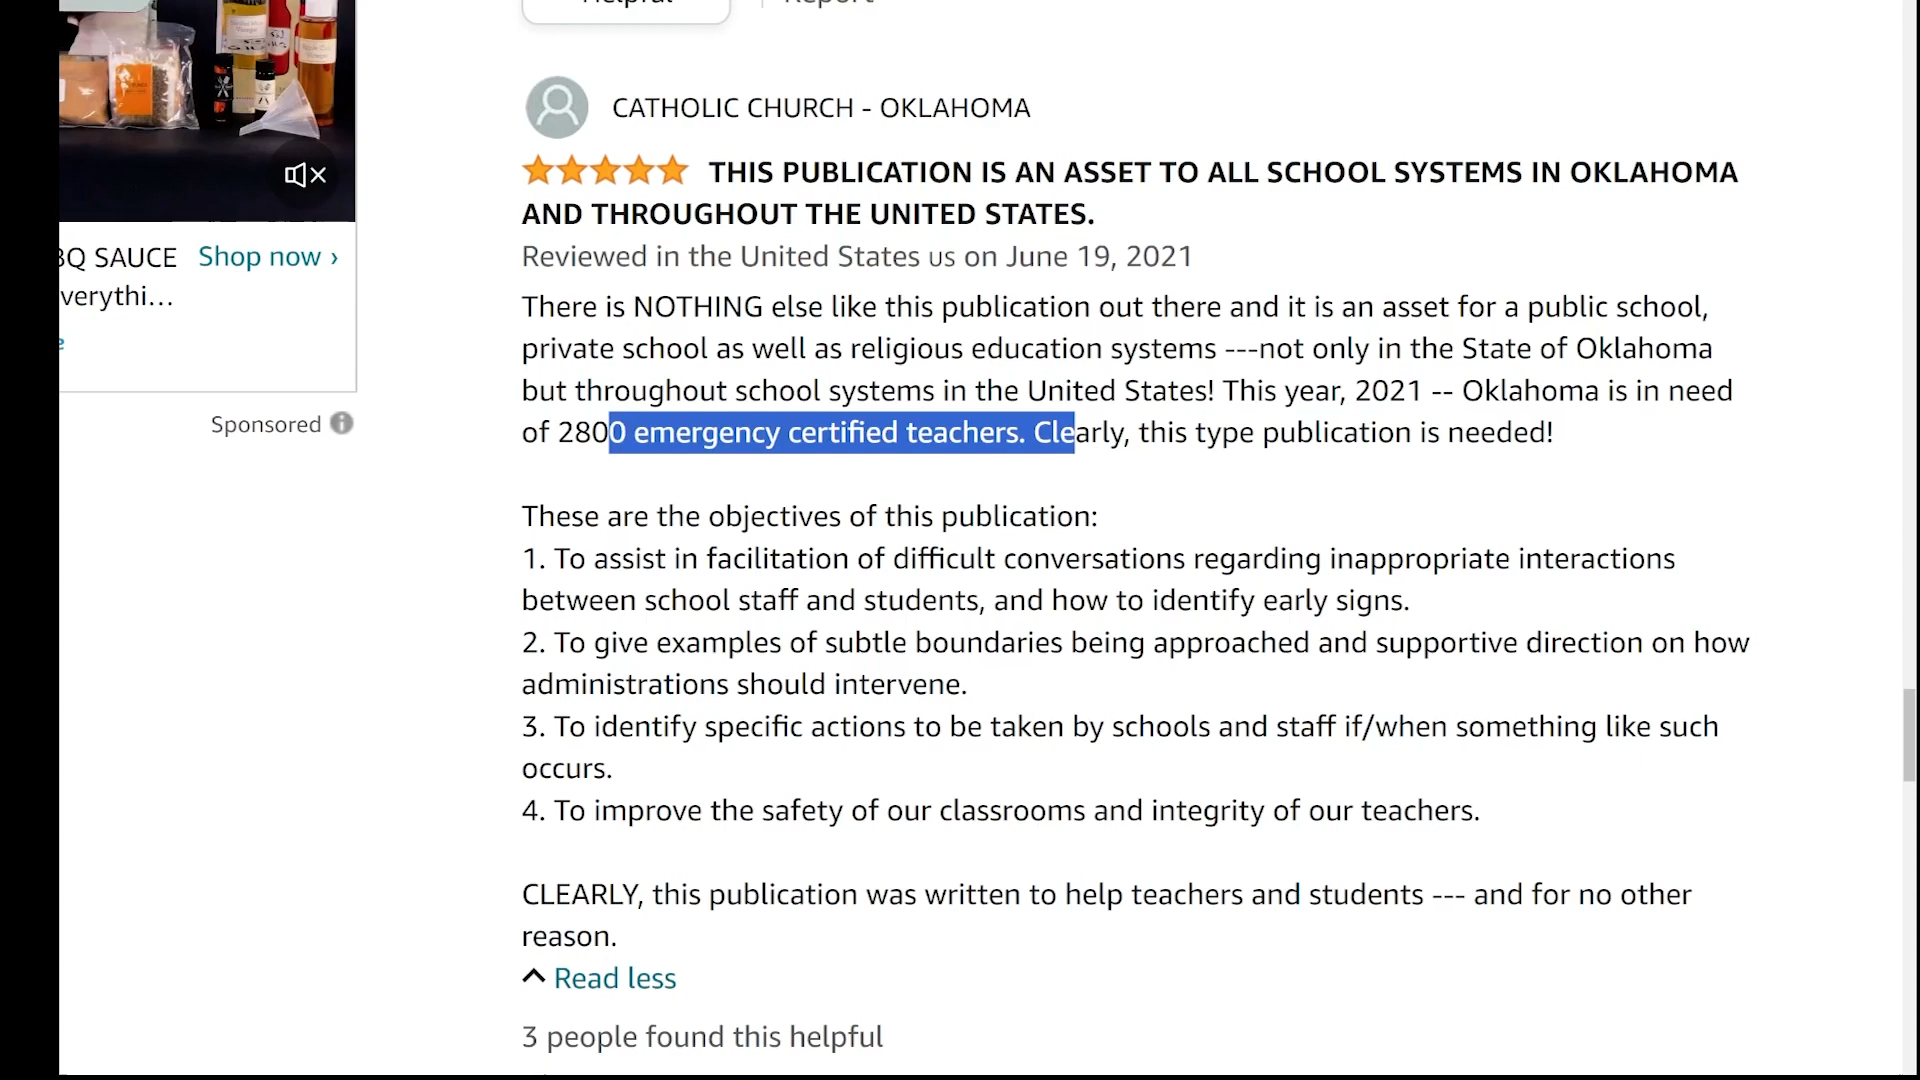 Helpful
Report
CATHOLIC CHURCH - OKLAHOMA
THIS PUBLICATION IS AN ASSET TO ALL SCHOOL SYSTEMS IN OKLAHOMA
AND THROUGHOUT THE UNITED STATES.
Reviewed in the United States US on June 19, 2021
There is NOTHING else like this publication out there and it is an asset for a public school,
private school as well as religious education systems ---not only in the State of Oklahoma
but throughout school systems in the United States! This year, 2021 -- Oklahoma is in need
of 2800 emergency certified teachers. Clearly, this type publication is needed!
These are the objectives of this publication:
1. To assist in facilitation of difficult conversations regarding inappropriate interactions
between school staff and students, and how to identify early signs.
2. To give examples of subtle boundaries being approached and supportive direction on how
administrations should intervene.
3. To identify specific actions to be taken by schools and staff if/when something like such
occurs.
4. To improve the safety of our classrooms and integrity of our teachers.
CLEARLY, this publication was written to help teachers and students --- and for no other
reason.
Read less
3 people found this helpful
BQ SAUCE Shop now ›
verythi...
e
Sponsored